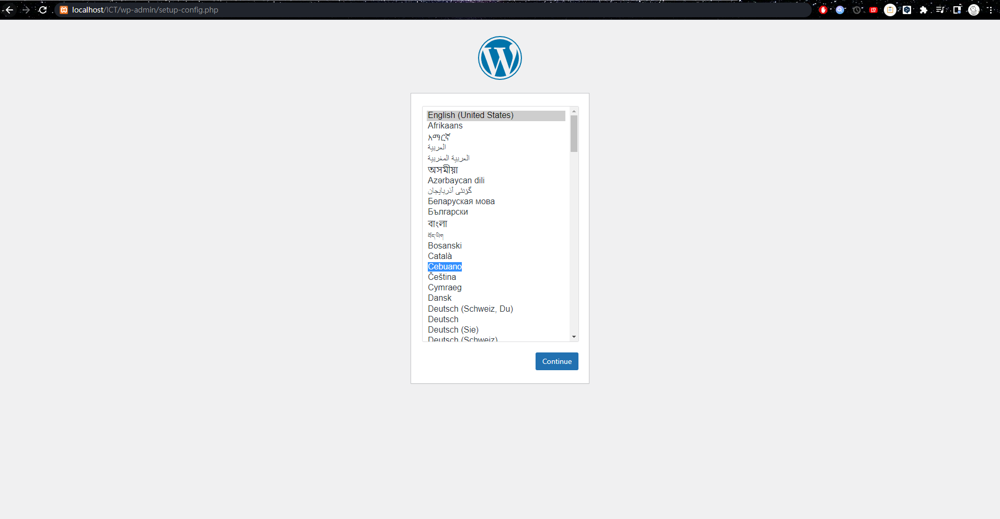 localhost/ICT/wp-admin/setup-config.php
English (United States)
Afrikaans
አማርኛ
العربية
العربية المغربية
অসমীয়া
Azərbaycan dili
گؤنئی آذربایجان
Беларуская мова
Български
বাংলা
བོད་ཡིག
Bosanski
Català
Cebuano
Čeština
Cymraeg
Dansk
Deutsch (Schweiz, Du)
Deutsch
Deutsch (Sie)
Deutsch (Schweiz)
Continue